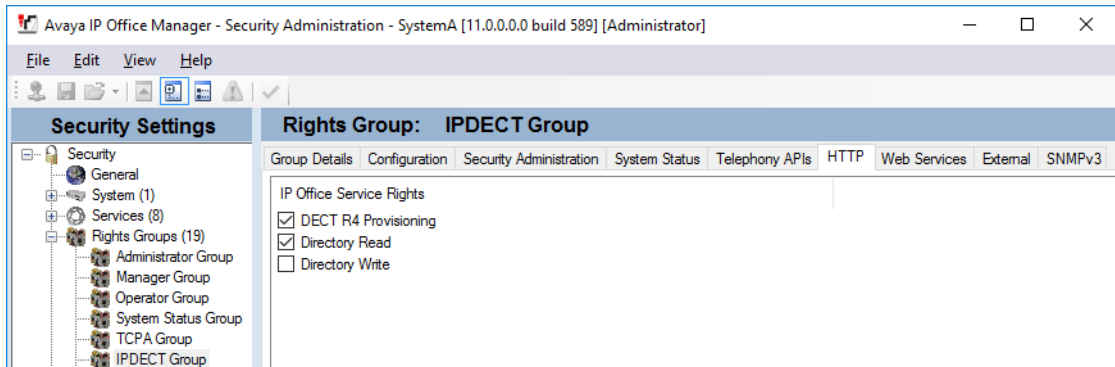 Avaya IP Office Manager - Security Administration - SystemA [11.0.0.0.0 build 589] [Administrator]
File Edit View Help
Security Settings
Rights Group: IPDECT Group
Security
General
System (1)
Services (8)
Rights Groups (19)
Administrator Group
Manager Group
Operator Group
System Status Group
TCPA Group
IPDECT Group
Group Details Configuration Security Administration System Status Telephony APIs HTTP Web Services External SNMPv3
IP Office Service Rights
DECT R4 Provisioning
Directory Read
Directory Write